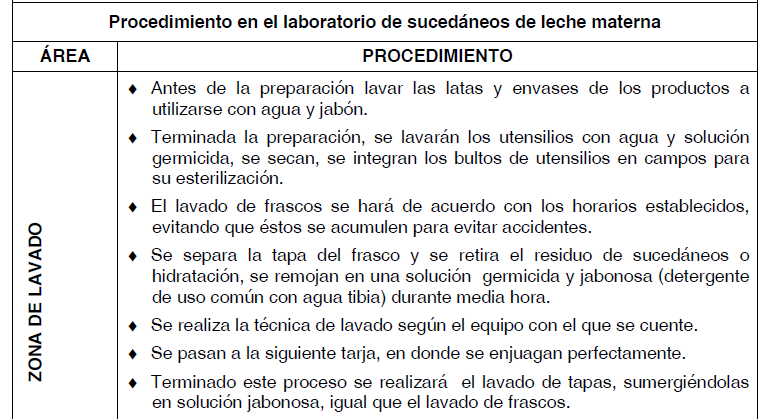 Procedimiento en el laboratorio de sucedáneos de leche materna
ÁREA PROCEDIMIENTO
ZONA DE LAVADO
♦ Antes de la preparación lavar las latas y envases de los productos a
utilizarse con agua y jabón.
♦ Terminada la preparación, se lavarán los utensilios con agua y solución
germicida, se secan, se integran los bultos de utensilios en campos para
su esterilización.
♦ El lavado de frascos se hará de acuerdo con los horarios establecidos,
evitando que éstos se acumulen para evitar accidentes.
♦ Se separa la tapa del frasco y se retira el residuo de sucedáneos o
hidratación, se remojan en una solución germicida y jabonosa (detergente
de uso común con agua tibia) durante media hora.
♦ Se realiza la técnica de lavado según el equipo con el que se cuente.
♦ Se pasan a la siguiente tarja, en donde se enjuagan perfectamente.
♦ Terminado este proceso se realizará el lavado de tapas, sumergiéndolas
en solución jabonosa, igual que el lavado de frascos.